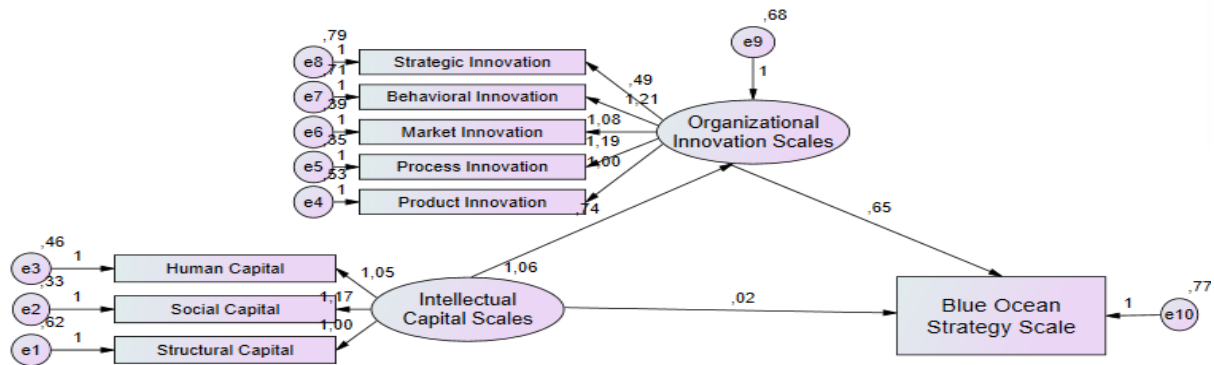 ,68
,79
e9
1
e8
Strategic Innovation
,71
1
,49
1
e7
Behavioral Innovation
1,21
,39
1
Organizational
Innovation Scales
e6
Market Innovation
1,08
,35
1
1,19
e5
Process Innovation
,53
1
1,00
e4
Product Innovation
,74
,65
,46
1
e3
Human Capital
1,05
1,06
,33
1
e2
Social Capital
1,17
Intellectual
Capital Scales
,02
,62
1
1,00
e1
Structural Capital
Blue Ocean
Strategy Scale
1
,77
e10